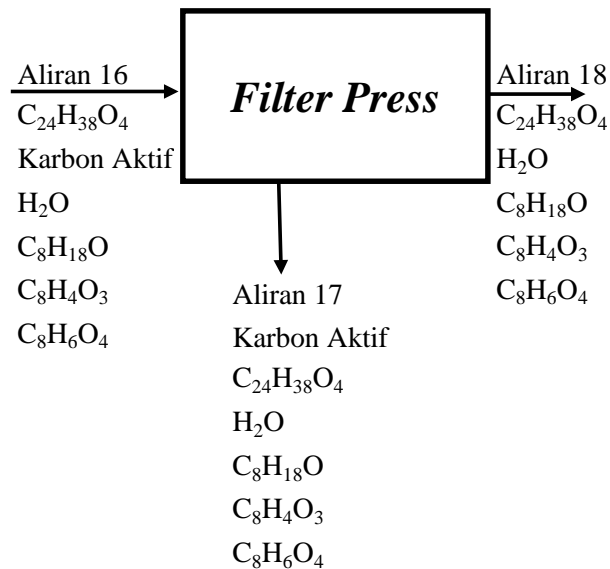 Aliran 16
C₂₄H₃₈O₄
Karbon Aktif
H₂O
C₈H₁₈O
C₈H₄O₃
C₈H₆O₄
Filter Press
Aliran 18
C₂₄H₃₈O₄
H₂O
C₈H₁₈O
C₈H₄O₃
C₈H₆O₄
Aliran 17
Karbon Aktif
C₂₄H₃₈O₄
H₂O
C₈H₁₈O
C₈H₄O₃
C₈H₆O₄